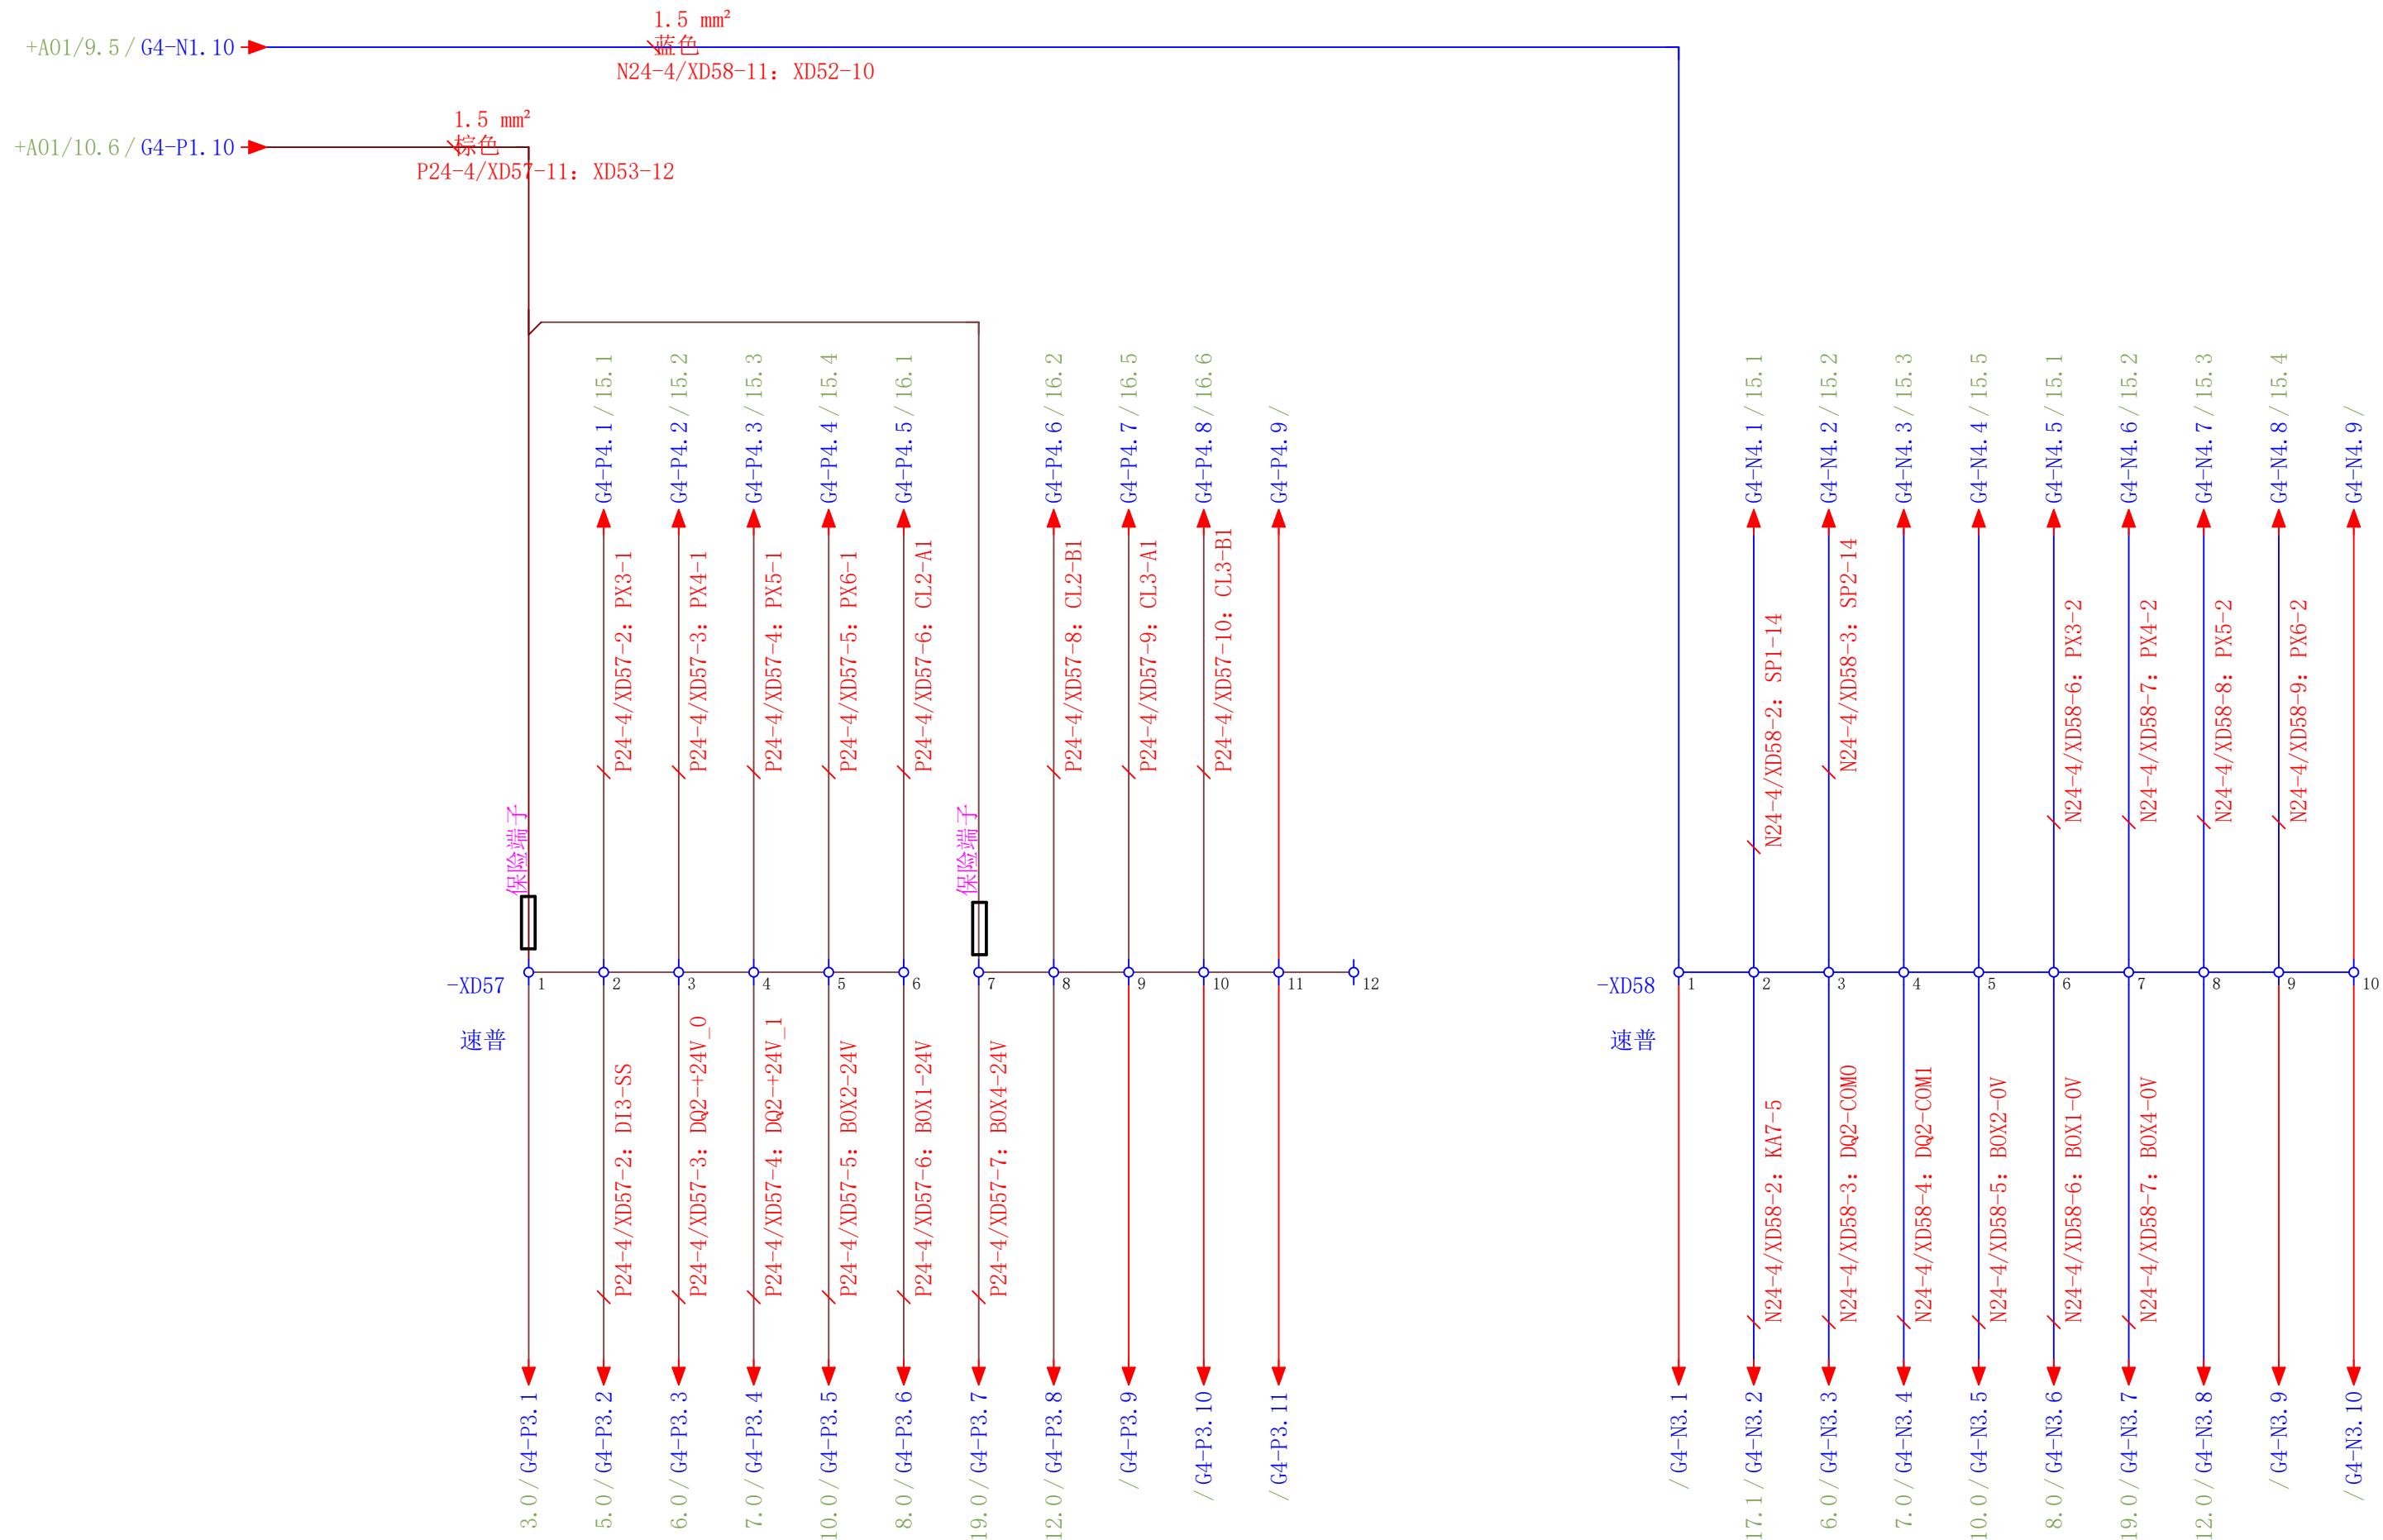 1.5 mm²
+A01/9.5/G4-N1.10
蓝色
N24-4/XD58-11: XD52-10
1.5 mm²
+A01/10.6/G4-P1.10
棕色
P24-4/XD57-11: XD53-12
G4-P4.1/15.1
G4-P4.2/15.2
G4-P4.3/15.3
G4-P4.4/15.4
G4-P4.5/16.1
G4-P4.6/16.2
G4-P4.7/16.5
G4-P4.8/16.6
G4-P4.9/
G4-N4.1/15.1
G4-N4.2/15.2
G4-N4.3/15.3
G4-N4.4/15.5
G4-N4.5/15.1
G4-N4.6/15.2
G4-N4.7/15.3
G4-N4.8/15.4
G4-N4.9/
P24-4/XD57-2: PX3-1
P24-4/XD57-3: PX4-1
P24-4/XD57-4: PX5-1
P24-4/XD57-5: PX6-1
P24-4/XD57-6: CL2-A1
P24-4/XD57-8: CL2-B1
P24-4/XD57-9: CL3-A1
P24-4/XD57-10: CL3-B1
N24-4/XD58-2: SP1-14
N24-4/XD58-3: SP2-14
N24-4/XD58-6: PX3-2
N24-4/XD58-7: PX4-2
N24-4/XD58-8: PX5-2
N24-4/XD58-9: PX6-2
保险端子
保险端子
-XD57
1 2 3 4 5 6 7 8 9 10 11 12
速普
-XD58
1 2 3 4 5 6 7 8 9 10
速普
P24-4/XD57-2: DI3-SS
P24-4/XD57-3: DQ2-+24V_0
P24-4/XD57-4: DQ2-+24V_1
P24-4/XD57-5: BOX2-24V
P24-4/XD57-6: BOX1-24V
P24-4/XD57-7: BOX4-24V
N24-4/XD58-2: KA7-5
N24-4/XD58-3: DQ2-COM0
N24-4/XD58-4: DQ2-COM1
N24-4/XD58-5: BOX2-0V
N24-4/XD58-6: BOX1-0V
N24-4/XD58-7: BOX4-0V
3.0/G4-P3.1
5.0/G4-P3.2
6.0/G4-P3.3
7.0/G4-P3.4
10.0/G4-P3.5
8.0/G4-P3.6
19.0/G4-P3.7
12.0/G4-P3.8
/G4-P3.9
/G4-P3.10
/G4-P3.11
/G4-N3.1
17.1/G4-N3.2
6.0/G4-N3.3
7.0/G4-N3.4
10.0/G4-N3.5
8.0/G4-N3.6
19.0/G4-N3.7
12.0/G4-N3.8
/G4-N3.9
/G4-N3.10